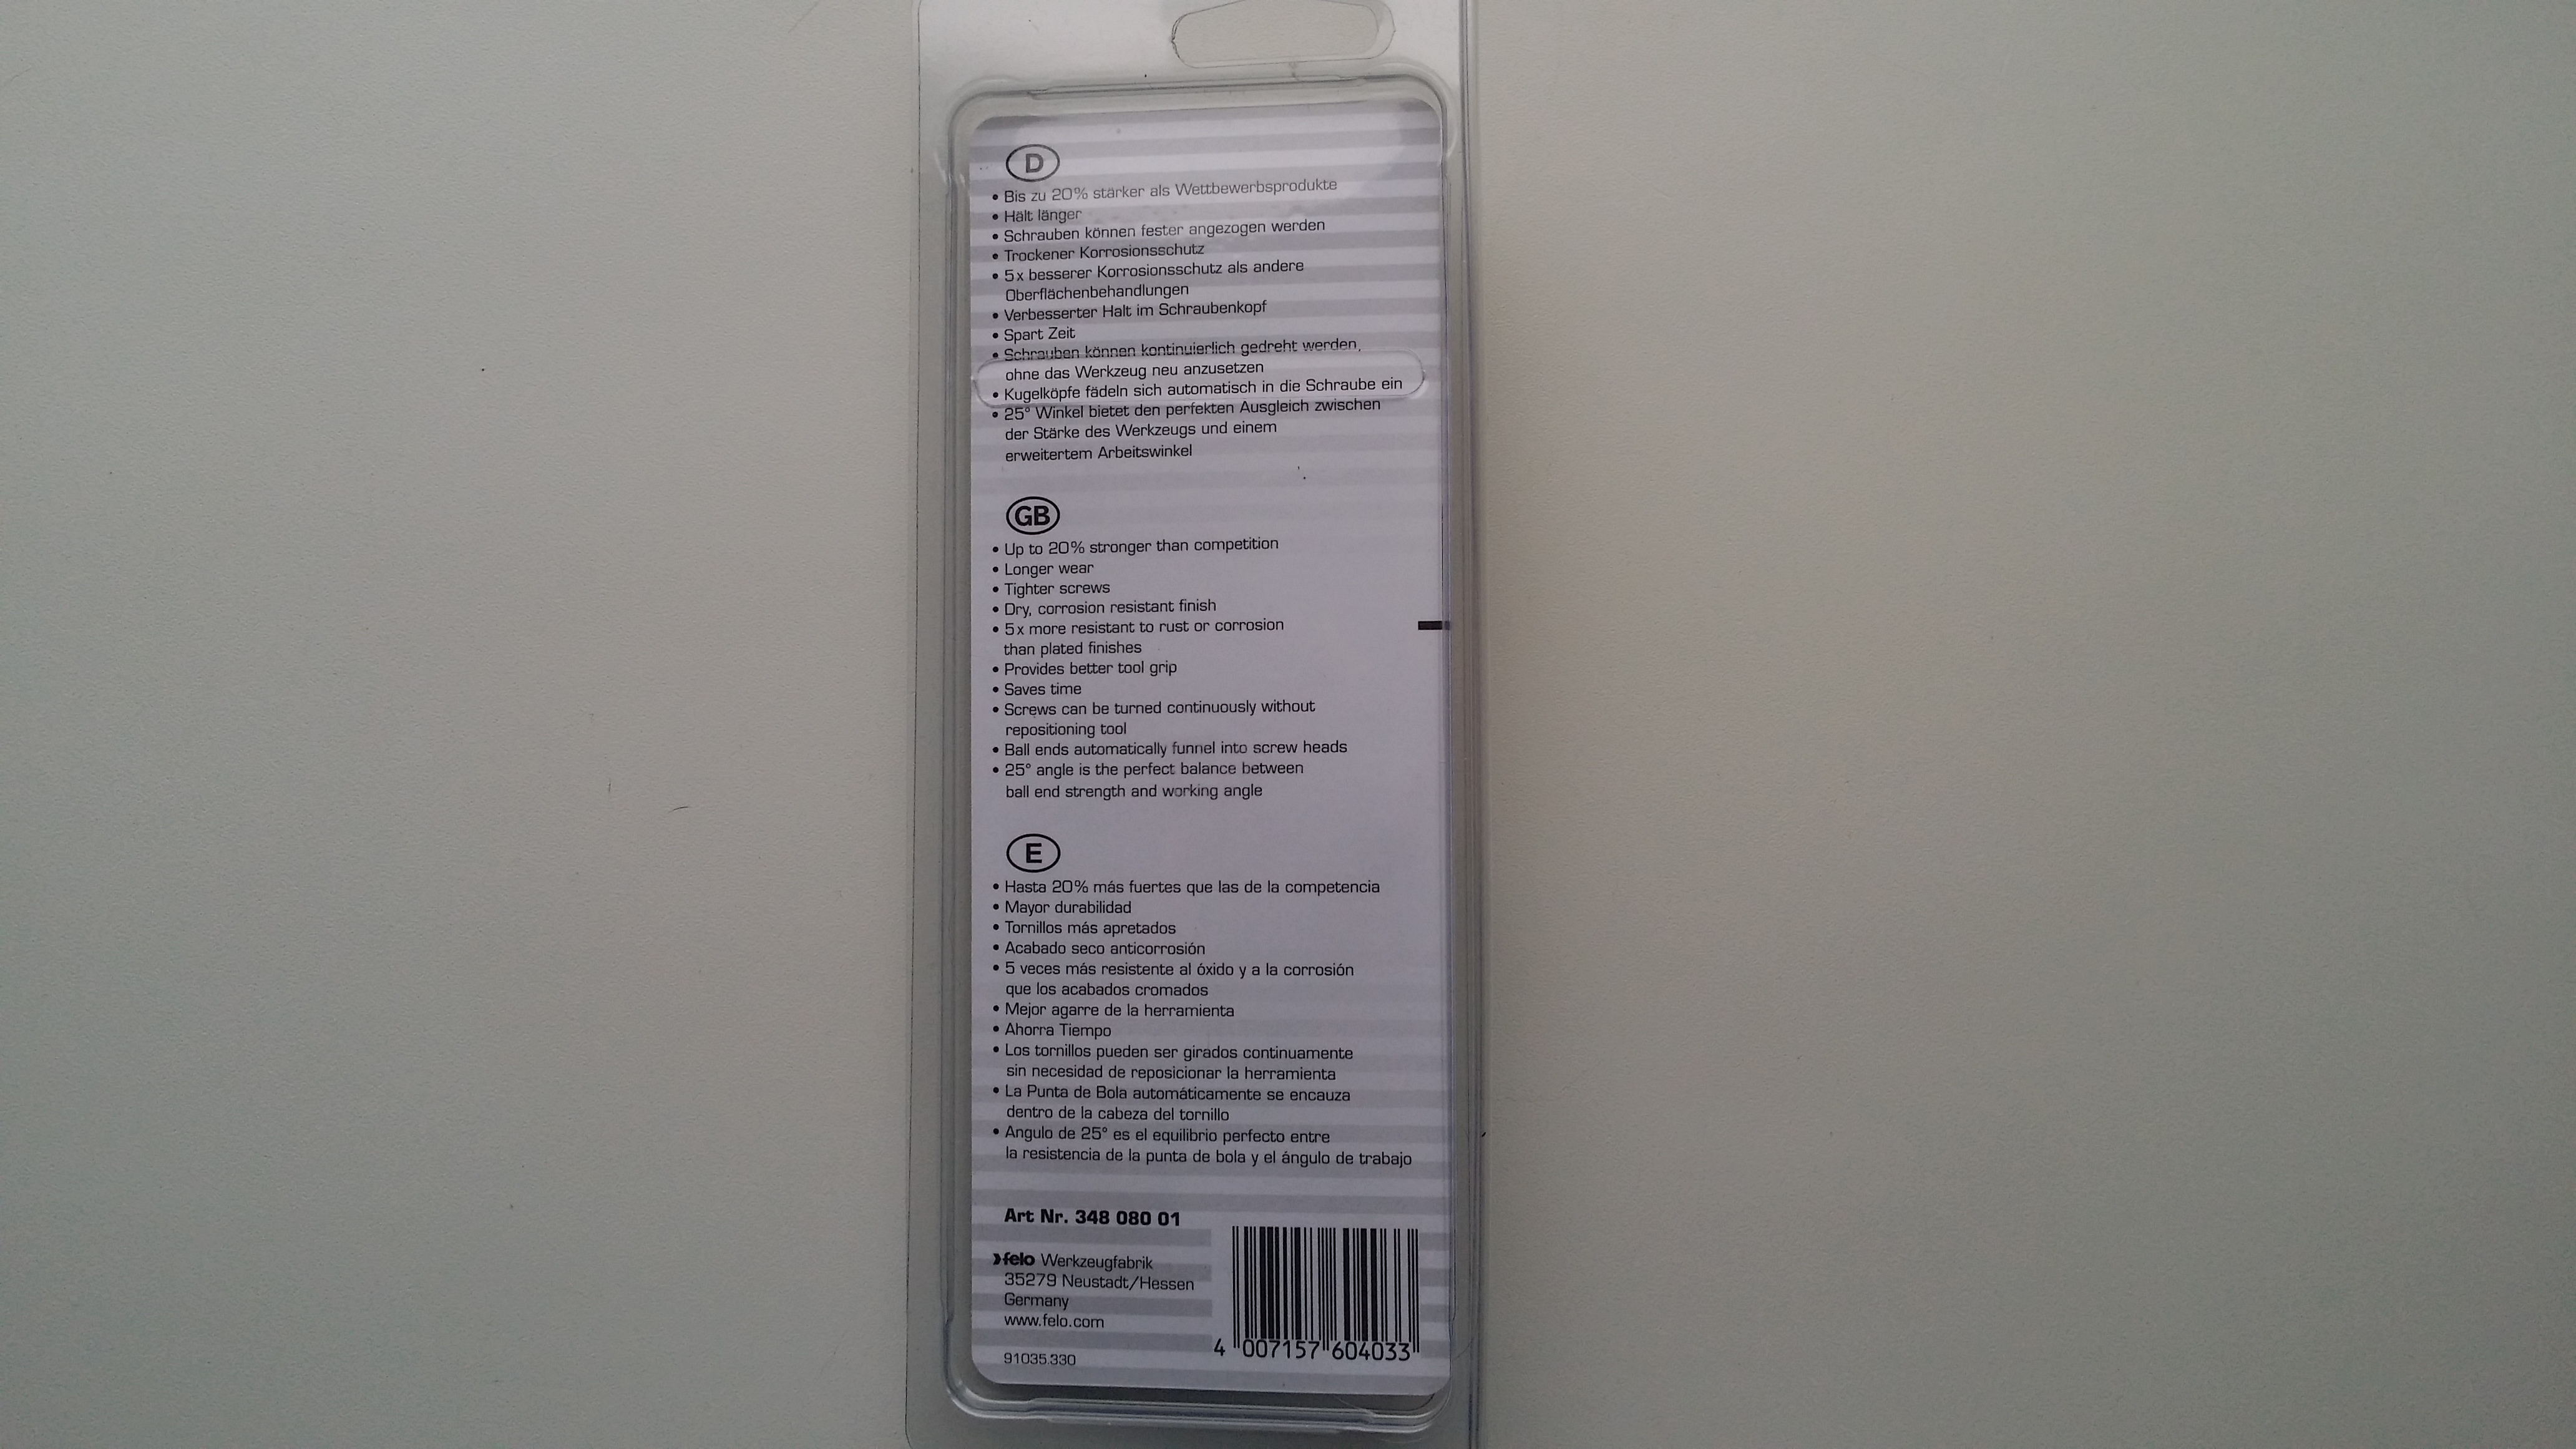 D
• Bis zu 20% stärker als Wettbewerbsprodukte
• Hält länger
• Schrauben können fester angezogen werden
• Trockener Korrosionsschutz
• 5x besserer Korrosionsschutz als andere
Oberflächenbehandlungen
• Verbesserter Halt im Schraubenkopf
• Spart Zeit
• Schrauben können kontinuierlich gedreht werden,
ohne das Werkzeug neu anzusetzen
• Kugelköpfe fädeln sich automatisch in die Schraube ein
• 25° Winkel bietet den perfekten Ausgleich zwischen
der Stärke des Werkzeugs und einem
erweitertem Arbeitswinkel
GB
• Up to 20% stronger than competition
• Longer wear
• Tighter screws
• Dry, corrosion resistant finish
• 5x more resistant to rust or corrosion
than plated finishes
• Provides better tool grip
• Saves time
• Screws can be turned continuously without
repositioning tool
• Ball ends automatically funnel into screw heads
• 25° angle is the perfect balance between
ball end strength and working angle
E
• Hasta 20% más fuertes que las de la competencia
• Mayor durabilidad
• Tornillos más apretados
• Acabado seco anticorrosión
• 5 veces más resistente al óxido y a la corrosión
que los acabados cromados
• Mejor agarre de la herramienta
• Ahorra Tiempo
• Los tornillos pueden ser girados continuamente
sin necesidad de reposicionar la herramienta
• La Punta de Bola automáticamente se encauza
dentro de la cabeza del tornillo
• Angulo de 25° es el equilibrio perfecto entre
la resistencia de la punta de bola y el ángulo de trabajo
Art Nr. 348 080 01
felo Werkzeugfabrik
35279 Neustadt/Hessen
Germany
www.felo.com
91035.330
4 007157 604033